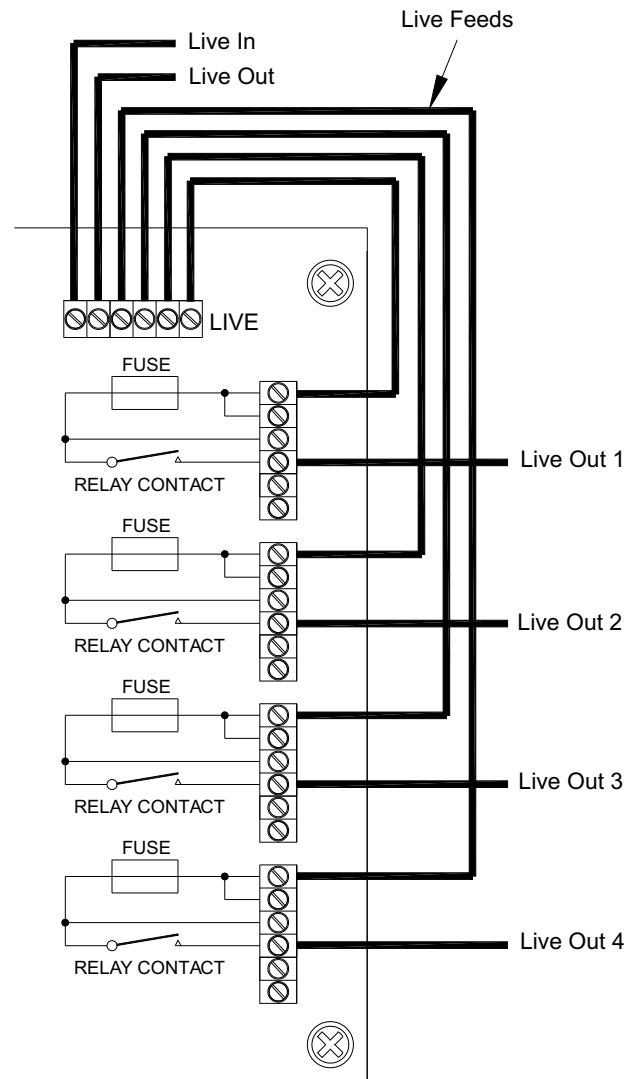 Live Feeds
Live In
Live Out
LIVE
FUSE
RELAY CONTACT
Live Out 1
FUSE
RELAY CONTACT
Live Out 2
FUSE
RELAY CONTACT
Live Out 3
FUSE
RELAY CONTACT
Live Out 4